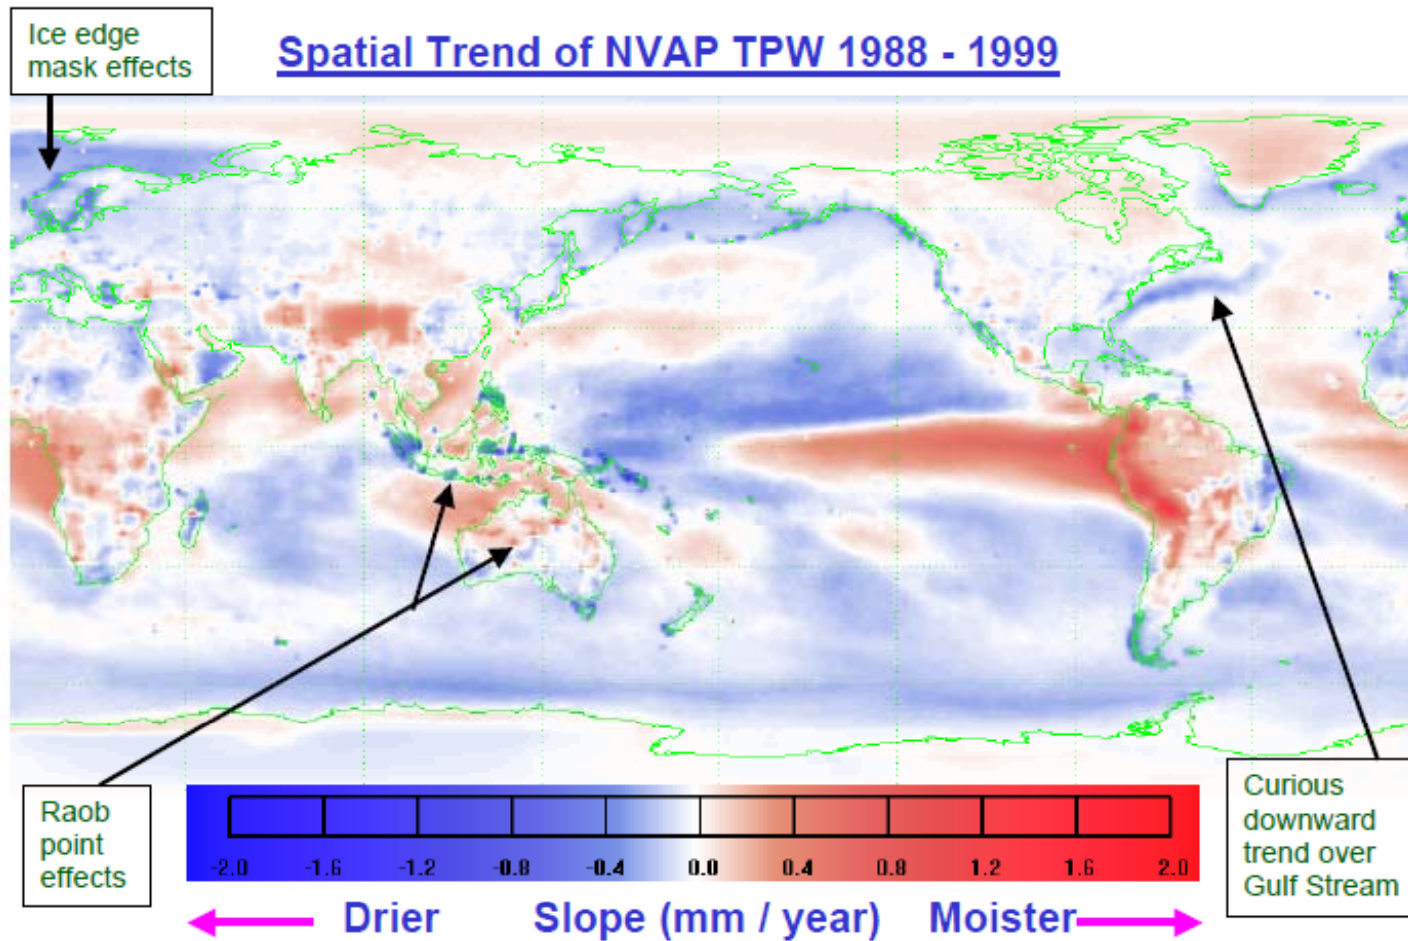 Ice edge
mask effects
Spatial Trend of NVAP TPW 1988 - 1999
Raob
point
effects
Curious
downward
trend over
Gulf Stream
-2.0 -1.6 -1.2 -0.8 -0.4 0.0 0.4 0.8 1.2 1.6 2.0
Drier Slope (mm / year) Moister